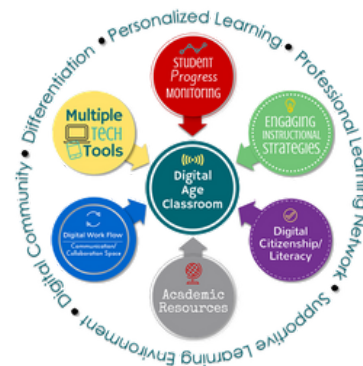 • Personalized Learning •
Professional Learning Network •
Supportive Learning Environment •
Digital Community •
Differentiation
STUDENT
Progress
MONITORING
ENGAGING
INSTRUCTIONAL
STRATEGIES
Digital
Citizenship/
Literacy
Academic
Resources
Digital Work Flow
Communication/
Collaboration Space
Multiple
TECH
Tools
Digital
Age
Classroom